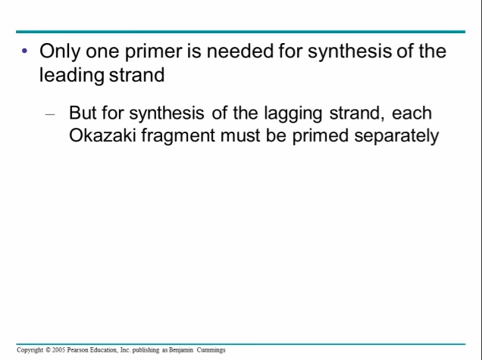 • Only one primer is needed for synthesis of the
leading strand
– But for synthesis of the lagging strand, each
Okazaki fragment must be primed separately
Copyright © 2005 Pearson Education, Inc. publishing as Benjamin Cummings